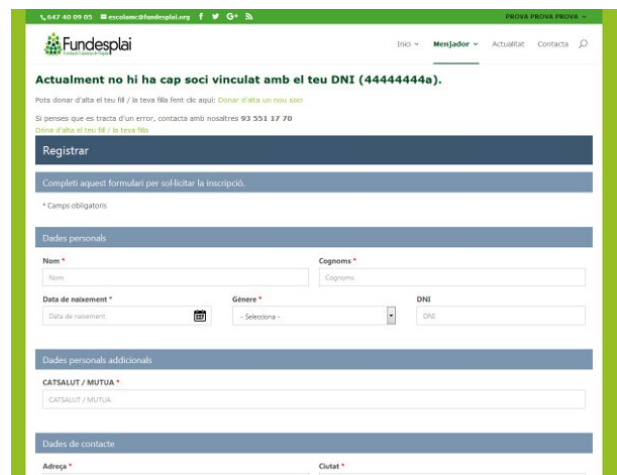 647 40 09 05 escolamc@fundesplai.org
PROVA PROVA PROVA
Fundesplai
Inici Menjador Actualitat Contacta
Actualment no hi ha cap soci vinculat amb el teu DNI (44444444a).
Pots donar d'alta el teu fill / la teva filla fent clic aquí: Donar d'alta un nou soci
Si penses que es tracta d'un error, contacta amb nosaltres 93 551 17 70
Dóna d'alta el teu fill / la teva filla
Registrar
Completi aquest formulari per sol·licitar la inscripció.
* Camps obligatoris
Dades personals
Nom * Cognoms *
Nom Cognoms
Data de naixement * Gènere * DNI
Data de naixement - Selecciona - DNI
Dades personals addicionals
CATSALUT / MUTUA *
CATSALUT / MUTUA
Dades de contacte
Adreça * Ciutat *